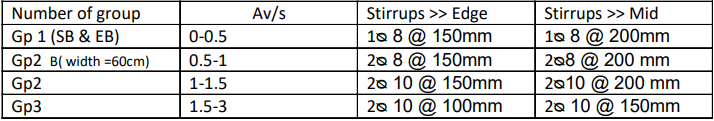 Number of group Av/s Stirrups >> Edge Stirrups >> Mid
Gp 1 (SB & EB) 0-0.5 1⦰ 8 @ 150mm 1⦰ 8 @ 200mm
Gp2 B( width =60cm) 0.5-1 2⦰ 8 @ 150mm 2⦰8 @ 200 mm
Gp2 1-1.5 2⦰ 10 @ 150mm 2⦰10 @ 200 mm
Gp3 1.5-3 2⦰ 10 @ 100mm 2⦰ 10 @ 150mm